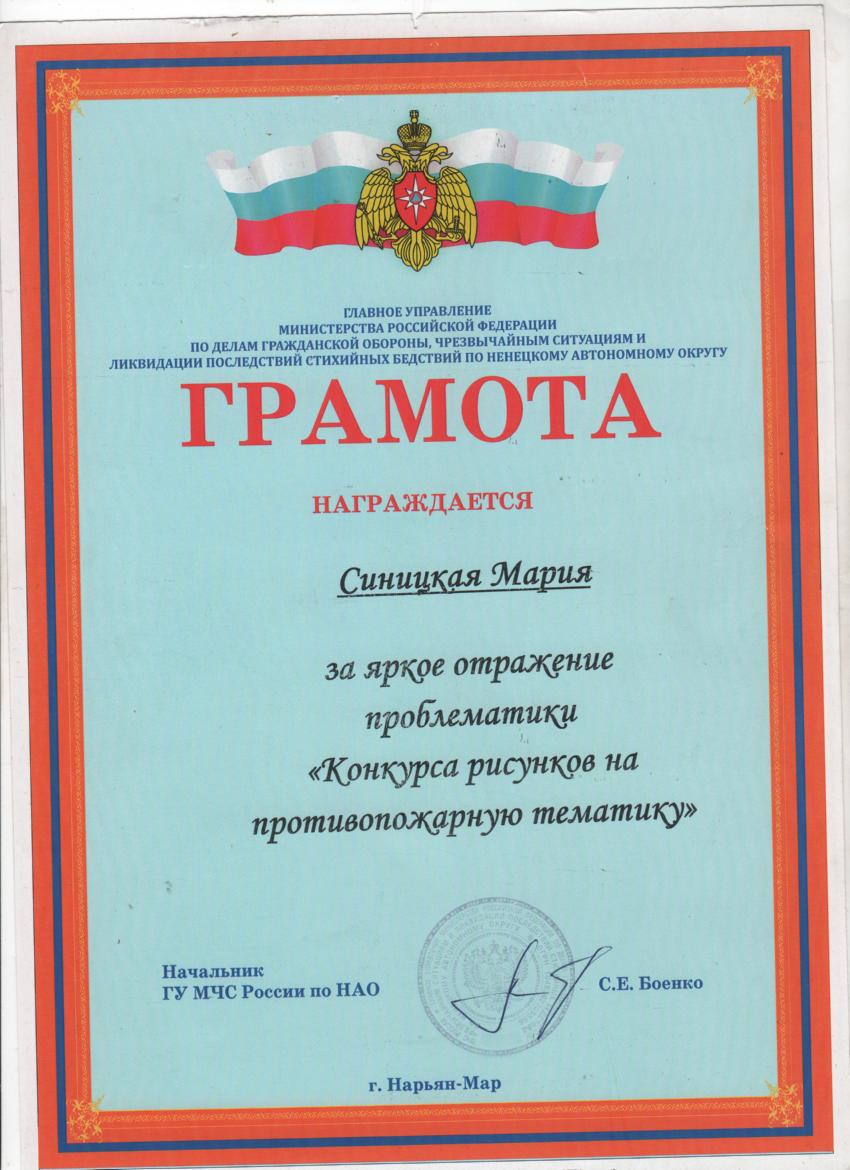 ГЛАВНОЕ УПРАВЛЕНИЕ
МИНИСТЕРСТВА РОССИЙСКОЙ ФЕДЕРАЦИИ
ПО ДЕЛАМ ГРАЖДАНСКОЙ ОБОРОНЫ, ЧРЕЗВЫЧАЙНЫМ СИТУАЦИЯМ И
ЛИКВИДАЦИИ ПОСЛЕДСТВИЙ СТИХИЙНЫХ БЕДСТВИЙ ПО НЕНЕЦКОМУ АВТОНОМНОМУ ОКРУГУ
ГРАМОТА
НАГРАЖДАЕТСЯ
Синицкая Мария
за яркое отражение
проблематики
«Конкурса рисунков на
противопожарную тематику»
Начальник
ГУ МЧС России по НАО
С.Е. Боенко
г. Нарьян-Мар